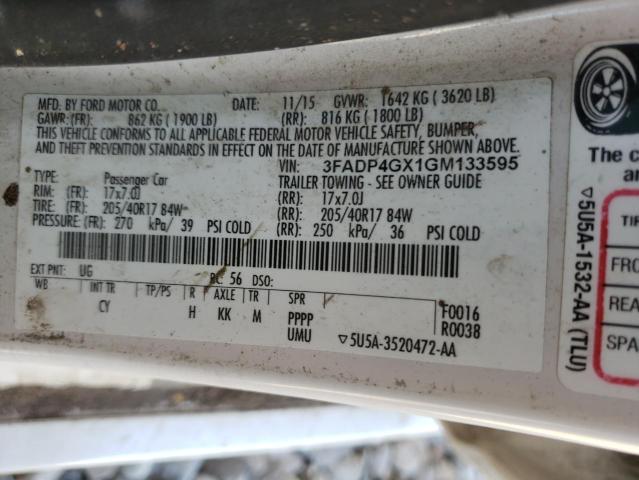 MFD. BY FORD MOTOR CO. DATE: 11/15 GVWR: 1642 KG ( 3620 LB)
GAWR: (FR): 862 KG ( 1900 LB) (RR): 816 KG ( 1800 LB)
THIS VEHICLE CONFORMS TO ALL APPLICABLE FEDERAL MOTOR VEHICLE SAFETY, BUMPER,
AND THEFT PREVENTION STANDARDS IN EFFECT ON THE DATE OF MANUFACTURE SHOWN ABOVE.
VIN: 3FADP4GX1GM133595
TYPE: Passenger Car TRAILER TOWING - SEE OWNER GUIDE
RIM: (FR): 17x7.0J (RR): 17x7.0J
TIRE: (FR): 205/40R17 84W (RR): 205/40R17 84W
PRESSURE: (FR): 270 kPa/ 39 PSI COLD (RR): 250 kPa/ 36 PSI COLD
EXT PNT: UG RC: 56 DSO:
WB INT TR TP/PS R AXLE TR SPR F0016
CY H KK M PPPP R0038
UMU ▽5U5A-3520472-AA
▽5U5A-1532-AA (TLU)
The c
an
TIR
FRO
REA
SPA